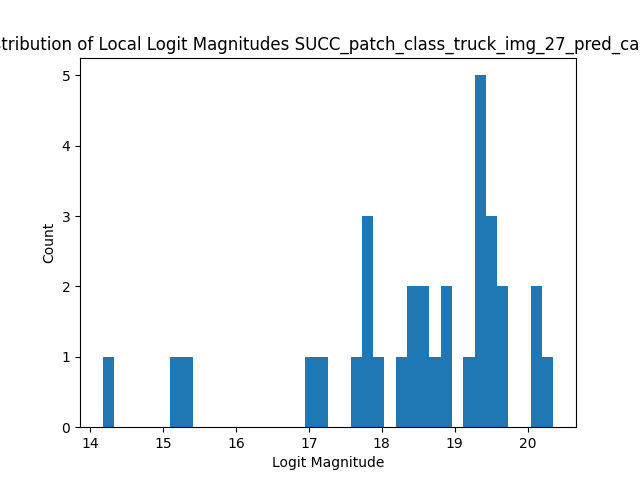 tribution of Local Logit Magnitudes SUCC_patch_class_truck_img_27_pred_ca
5
4
3
2
1
0
Count
14 15 16 17 18 19 20
Logit Magnitude